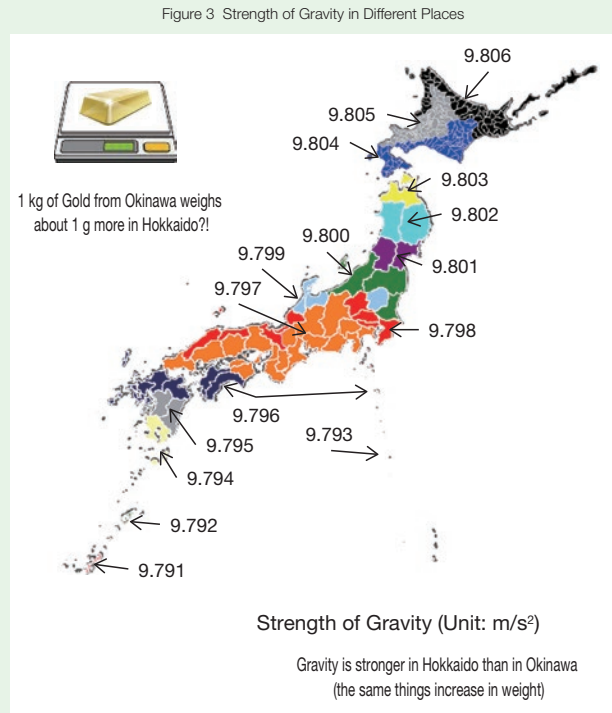 Figure 3 Strength of Gravity in Different Places
9.806
9.805
9.804
1 kg of Gold from Okinawa weighs
about 1 g more in Hokkaido?!
9.803
9.802
9.800
9.801
9.799
9.797
9.798
9.796
9.795
9.793
9.794
9.792
9.791
Strength of Gravity (Unit: m/s²)
Gravity is stronger in Hokkaido than in Okinawa
(the same things increase in weight)